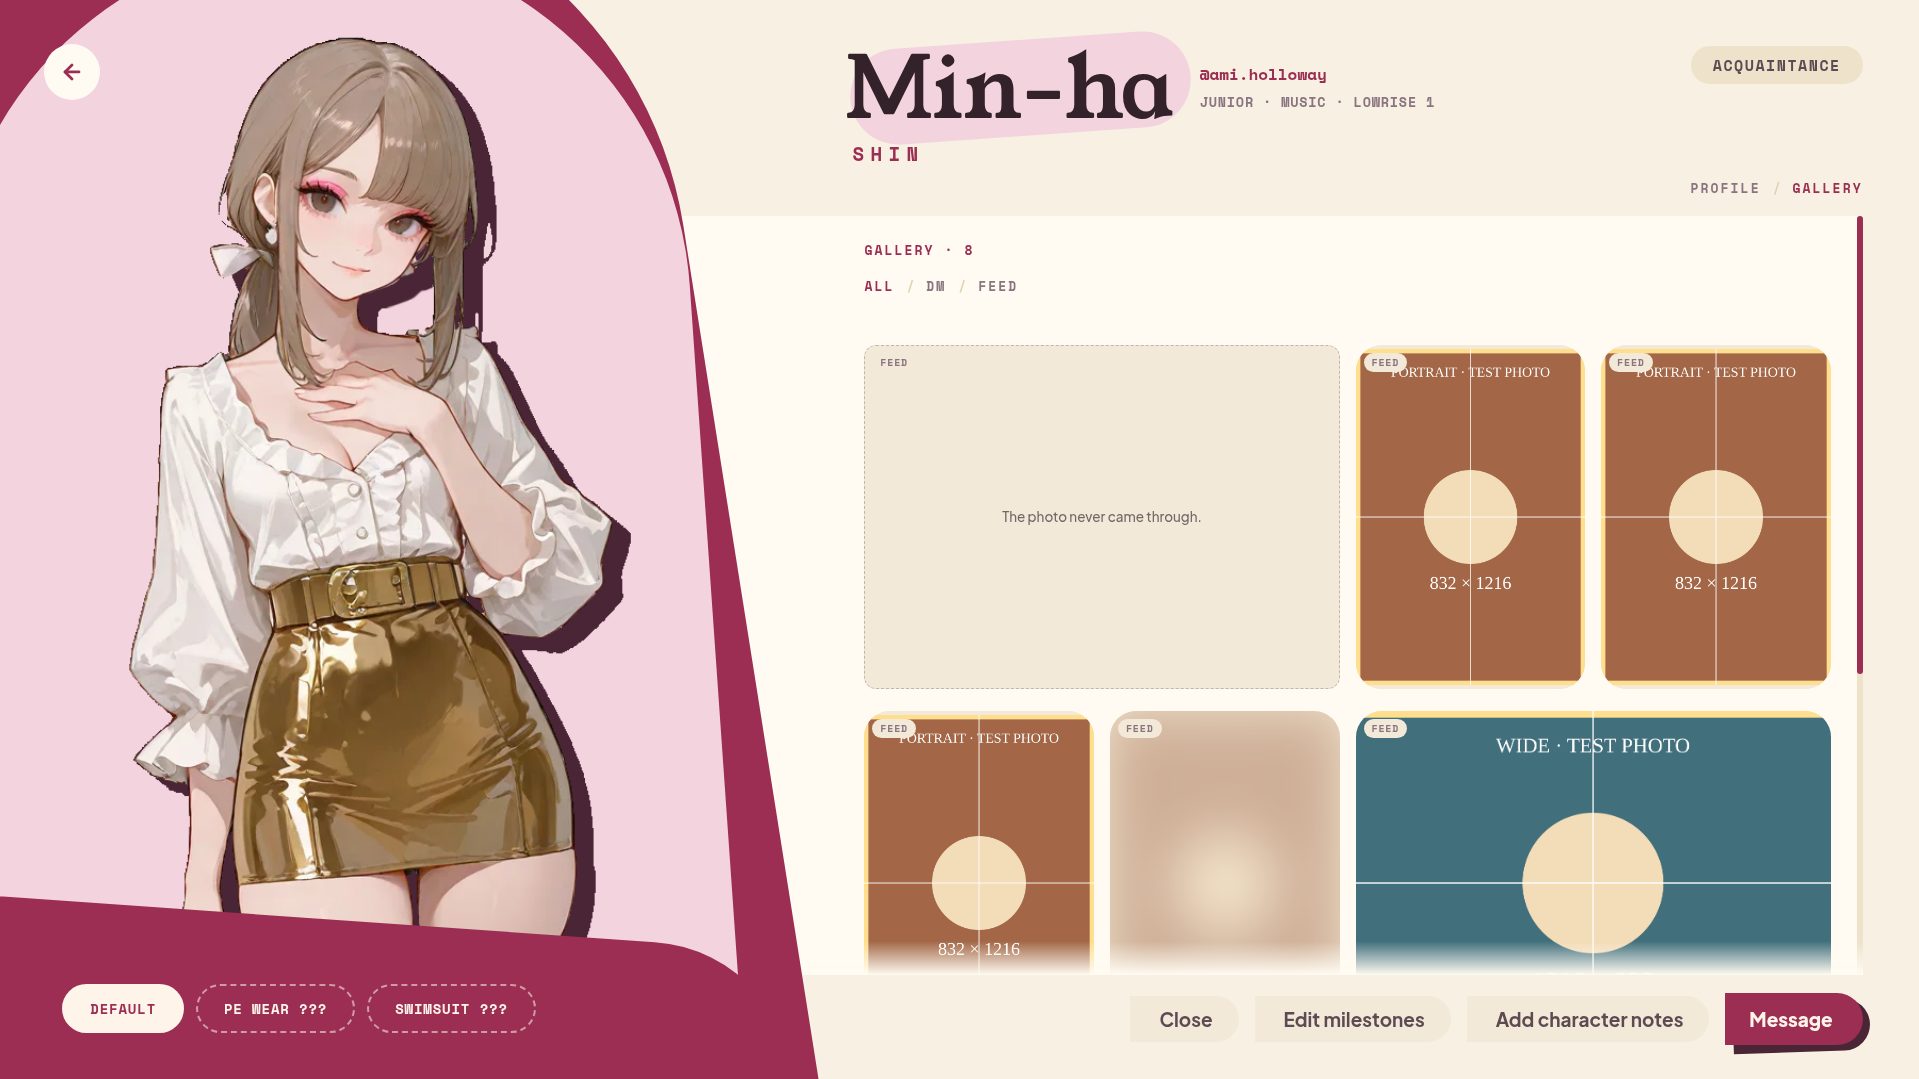 Min-ha
SHIN
@ami.holloway
JUNIOR · MUSIC · LOWRISE 1
ACQUAINTANCE
PROFILE / GALLERY
GALLERY · 8
ALL / DM / FEED
FEED
The photo never came through.
FEED
PORTRAIT · TEST PHOTO
832 × 1216
FEED
PORTRAIT · TEST PHOTO
832 × 1216
FEED
PORTRAIT · TEST PHOTO
832 × 1216
FEED
FEED
WIDE · TEST PHOTO
DEFAULT
PE WEAR ???
SWIMSUIT ???
Close
Edit milestones
Add character notes
Message